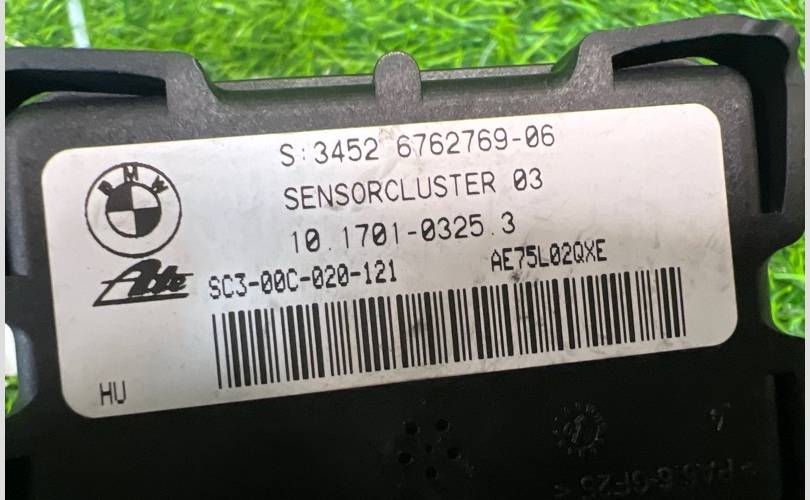 S:3452 6762769-06
BMW
SENSORCLUSTER 03
10.1701-0325.3
Ate
SC3-00C-020-121 AE75L02QXE
HU